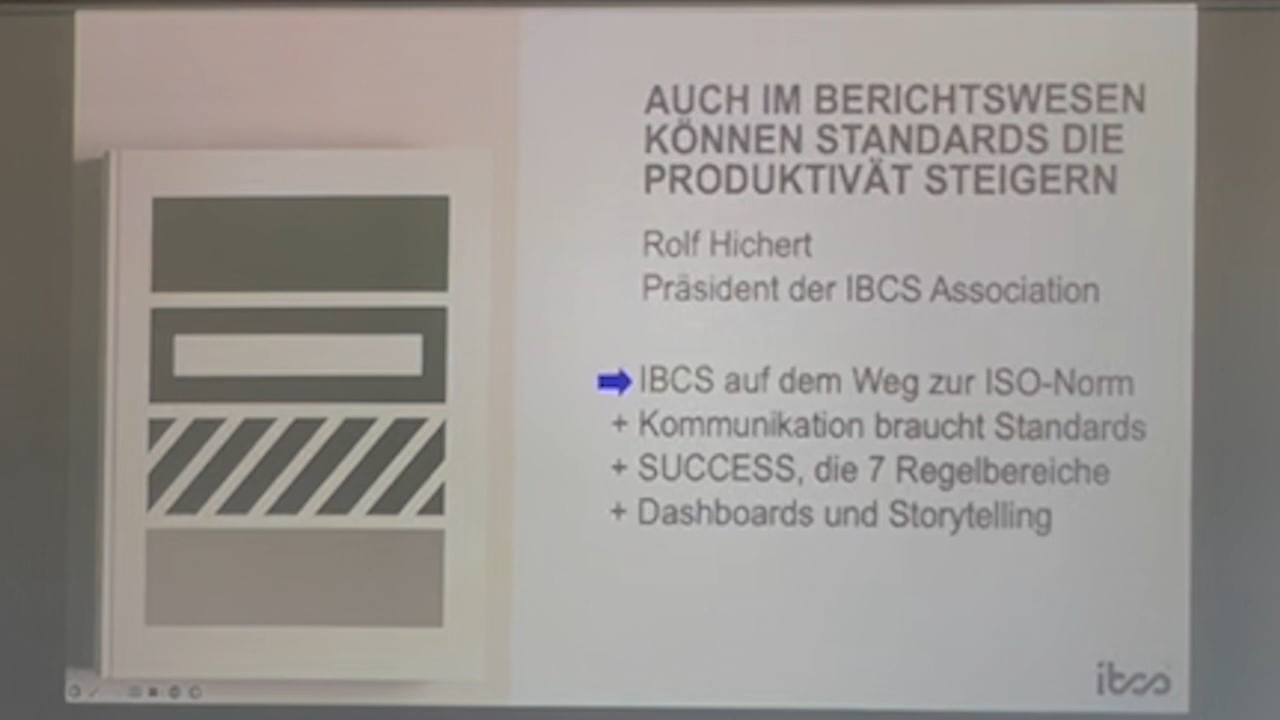 AUCH IM BERICHTSWESEN
KÖNNEN STANDARDS DIE
PRODUKTIVÄT STEIGERN
Rolf Hichert
Präsident der IBCS Association
IBCS auf dem Weg zur ISO-Norm
+ Kommunikation braucht Standards
+ SUCCESS, die 7 Regelbereiche
+ Dashboards und Storytelling
ibcs